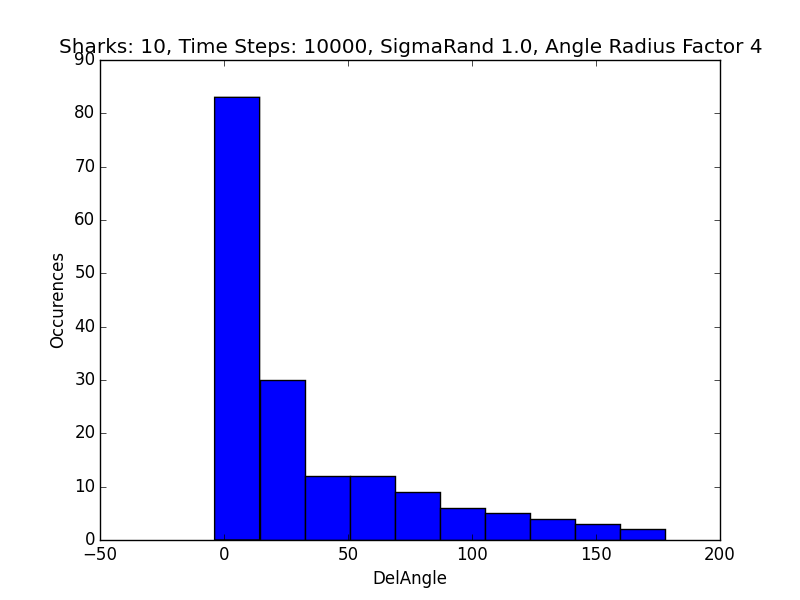 Sharks: 10, Time Steps: 10000, SigmaRand 1.0, Angle Radius Factor 4
90
80
70
60
50
40
30
20
10
0
Occurences
−50 0 50 100 150 200
DelAngle